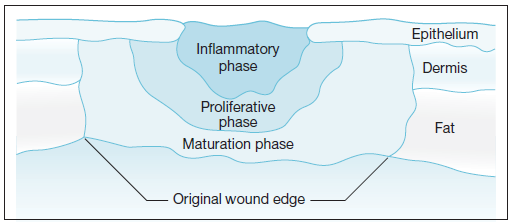 Epithelium
Inflammatory
phase
Dermis
Proliferative
phase
Fat
Maturation phase
Original wound edge